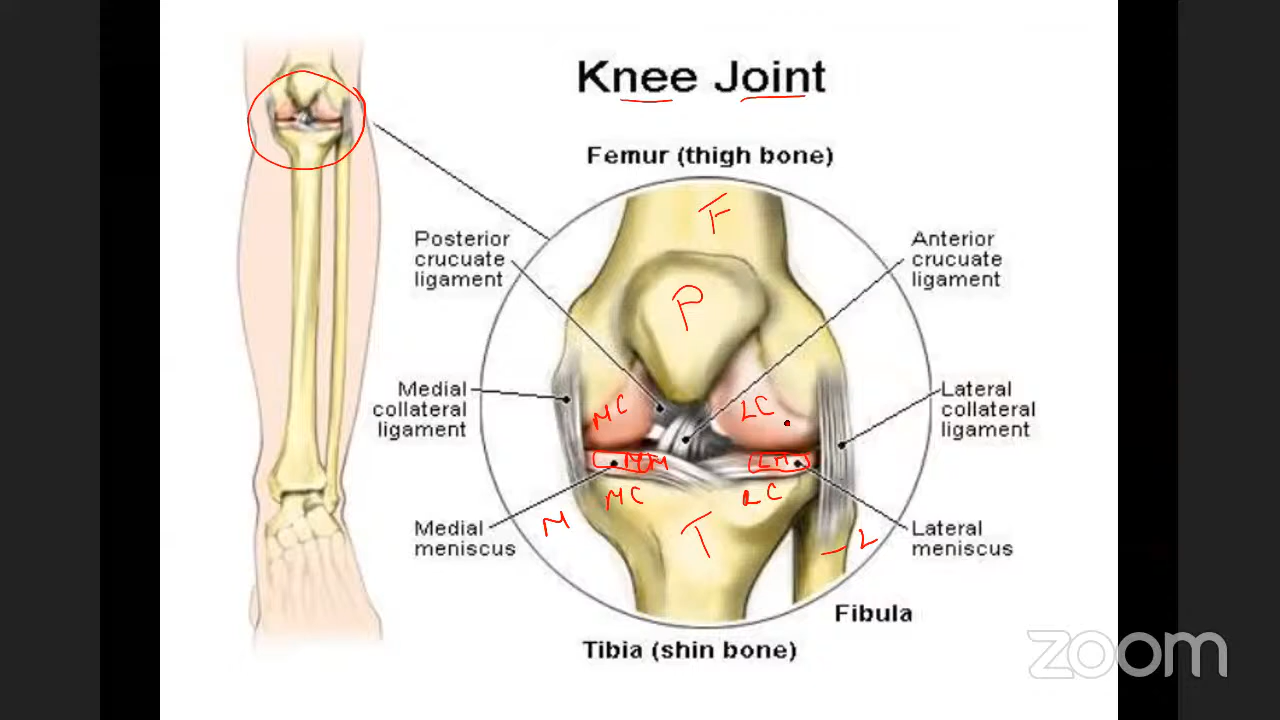 Knee Joint
Femur (thigh bone)
F
Posterior
crucuate
ligament
Anterior
crucuate
ligament
P
Medial
collateral
ligament
Lateral
collateral
ligament
MC
LC
MM
LM
MC
LC
M
T
L
Medial
meniscus
Lateral
meniscus
Fibula
Tibia (shin bone)
zoom